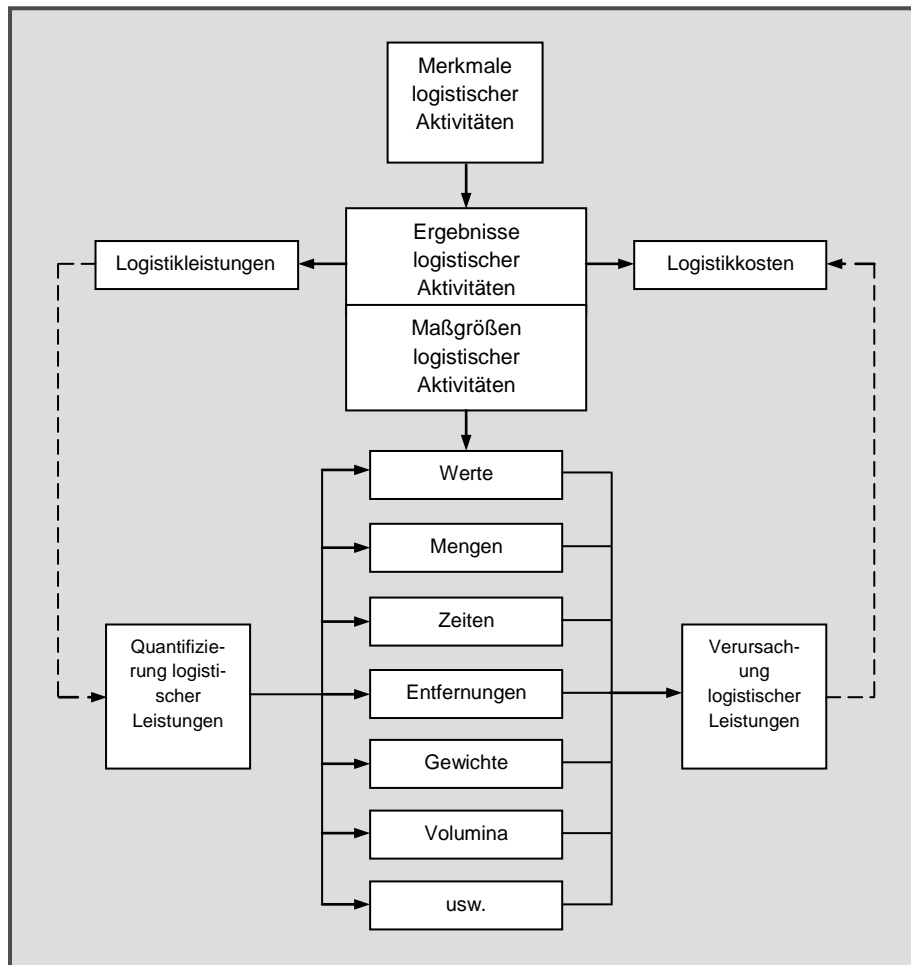 Merkmale
logistischer
Aktivitäten
Ergebnisse
logistischer
Aktivitäten
Logistikleistungen
Logistikkosten
Maßgrößen
logistischer
Aktivitäten
Werte
Mengen
Zeiten
Quantifizie-
rung logisti-
scher
Leistungen
Entfernungen
Verursach-
ung
logistischer
Leistungen
Gewichte
Volumina
usw.